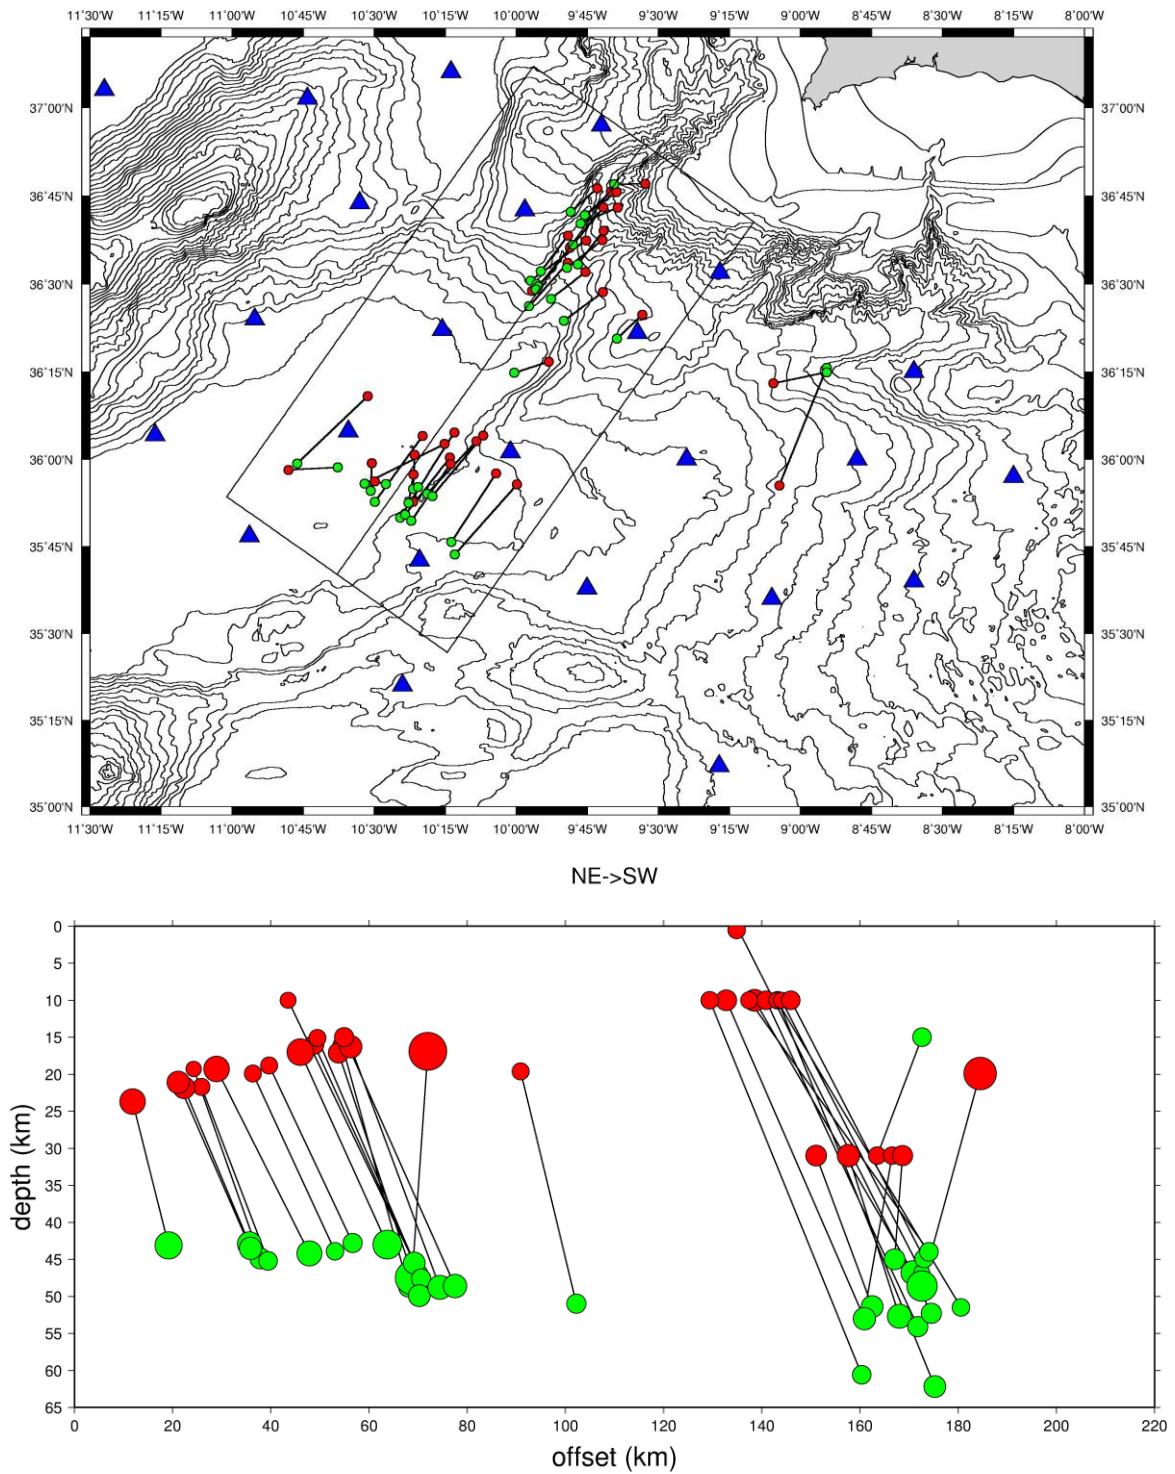 11˚30'W 11˚15'W 11˚00'W 10˚45'W 10˚30'W 10˚15'W 10˚00'W 9˚45'W 9˚30'W 9˚15'W 9˚00'W 8˚45'W 8˚30'W 8˚15'W 8˚00'W
37˚00'N 37˚00'N
36˚45'N 36˚45'N
36˚30'N 36˚30'N
36˚15'N 36˚15'N
36˚00'N 36˚00'N
35˚45'N 35˚45'N
35˚30'N 35˚30'N
35˚15'N 35˚15'N
35˚00'N 35˚00'N
11˚30'W 11˚15'W 11˚00'W 10˚45'W 10˚30'W 10˚15'W 10˚00'W 9˚45'W 9˚30'W 9˚15'W 9˚00'W 8˚45'W 8˚30'W 8˚15'W 8˚00'W
NE->SW
0
5
10
15
20
25
30
35
40
45
50
55
60
65
depth (km)
0 20 40 60 80 100 120 140 160 180 200 220
offset (km)